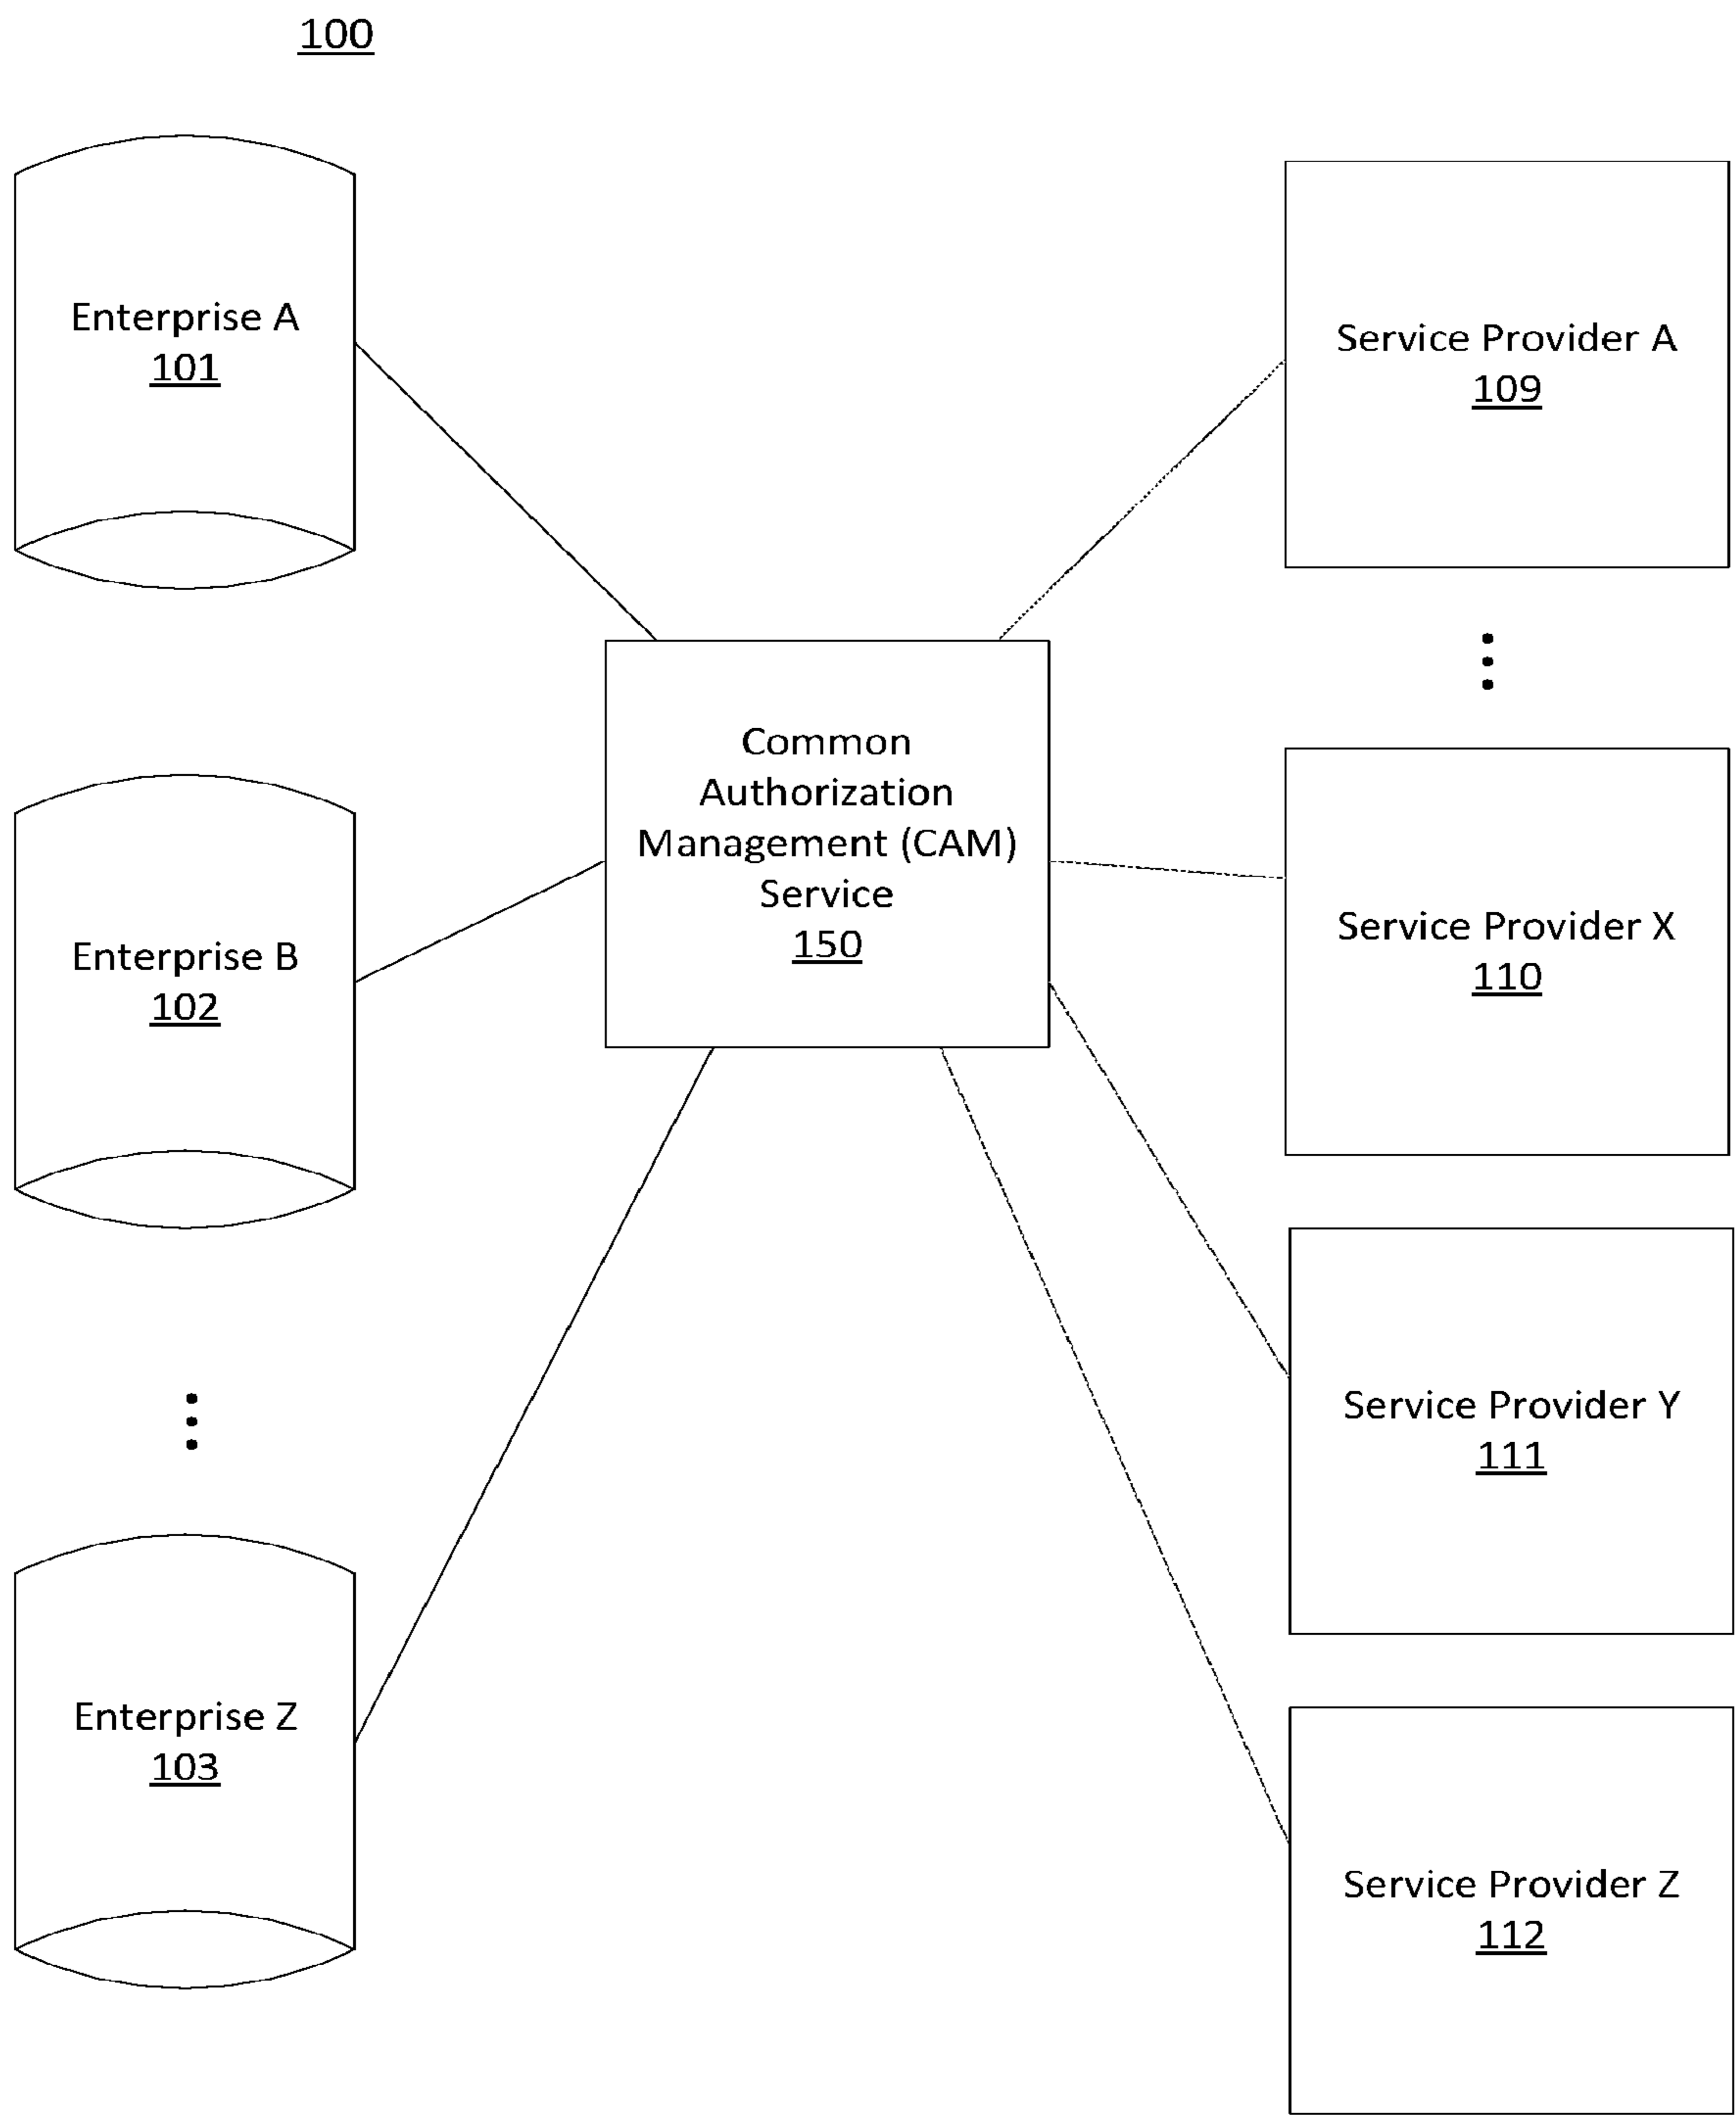 100
Enterprise A
101
Service Provider A
109
Common
Authorization
Management (CAM)
Service
150
Enterprise B
102
Service Provider X
110
Service Provider Y
111
Enterprise Z
103
Service Provider Z
112